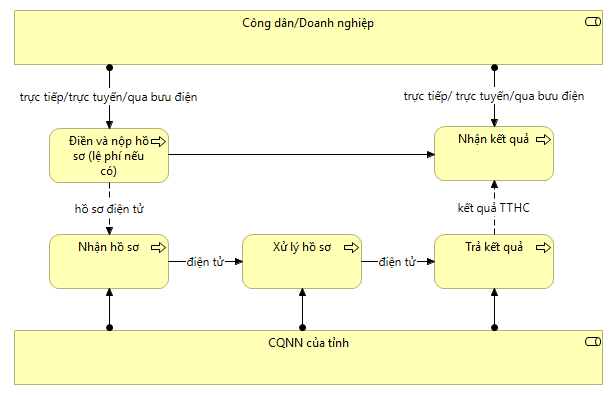 Công dân/Doanh nghiệp
trực tiếp/trực tuyến/qua bưu điện
trực tiếp/ trực tuyến/qua bưu điện
Điền và nộp hồ
sơ (lệ phí nếu
có)
Nhận kết quả
hồ sơ điện tử
kết quả TTHC
Nhận hồ sơ
điện tử
Xử lý hồ sơ
điện tử
Trả kết quả
CQNN của tỉnh